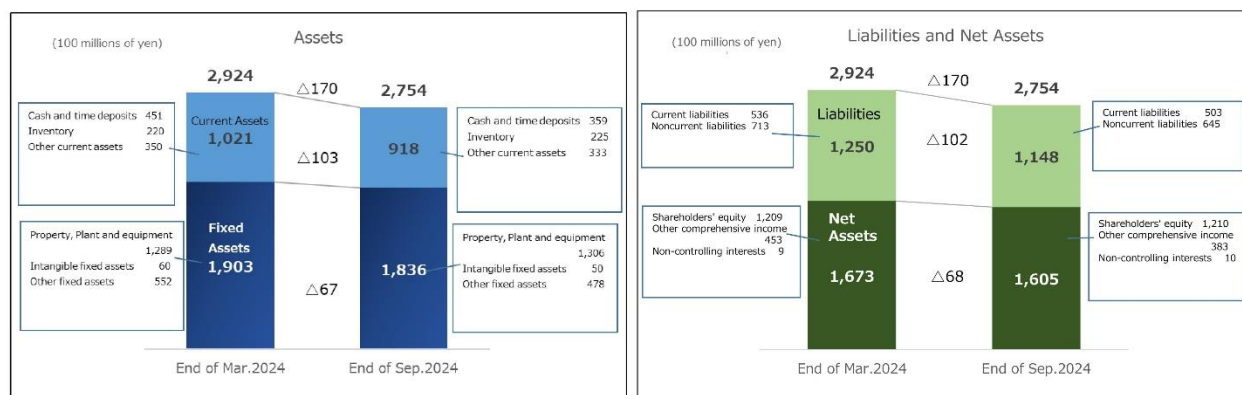 Assets
(100 millions of yen)
2,924
△170
2,754
Cash and time deposits 451
Inventory 220
Other current assets 350
Current Assets
1,021
△103
918
Cash and time deposits 359
Inventory 225
Other current assets 333
Property, Plant and equipment
1,289
Intangible fixed assets 60
Other fixed assets 552
Fixed
Assets
1,903
△67
1,836
Property, Plant and equipment
1,306
Intangible fixed assets 50
Other fixed assets 478
End of Mar.2024
End of Sep.2024
Liabilities and Net Assets
(100 millions of yen)
2,924
△170
2,754
Current liabilities 536
Noncurrent liabilities 713
Liabilities
1,250
△102
1,148
Current liabilities 503
Noncurrent liabilities 645
Shareholders' equity 1,209
Other comprehensive income
453
Non-controlling interests 9
Net
Assets
1,673
△68
1,605
Shareholders' equity 1,210
Other comprehensive income
383
Non-controlling interests 10
End of Mar.2024
End of Sep.2024